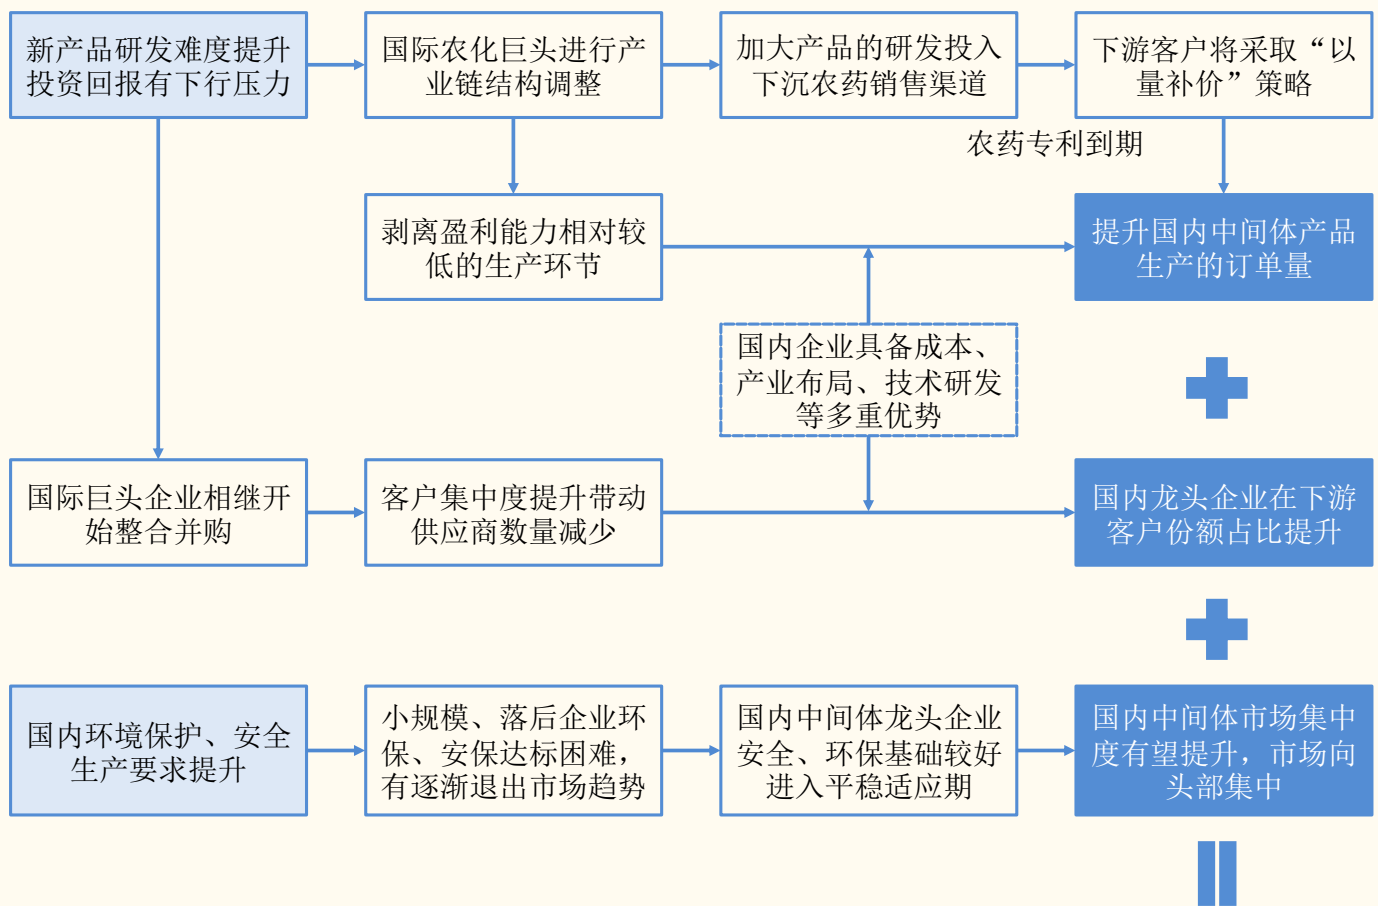 新产品研发难度提升
投资回报有下行压力
国际农化巨头进行产
业链结构调整
加大产品的研发投入
下沉农药销售渠道
下游客户将采取“以
量补价”策略
农药专利到期
剥离盈利能力相对较
低的生产环节
提升国内中间体产品
生产的订单量
国内企业具备成本、
产业布局、技术研发
等多重优势
国际巨头企业相继开
始整合并购
客户集中度提升带动
供应商数量减少
国内龙头企业在下游
客户份额占比提升
国内环境保护、安全
生产要求提升
小规模、落后企业环
保、安保达标困难，
有逐渐退出市场趋势
国内中间体龙头企业
安全、环保基础较好
进入平稳适应期
国内中间体市场集中
度有望提升，市场向
头部集中